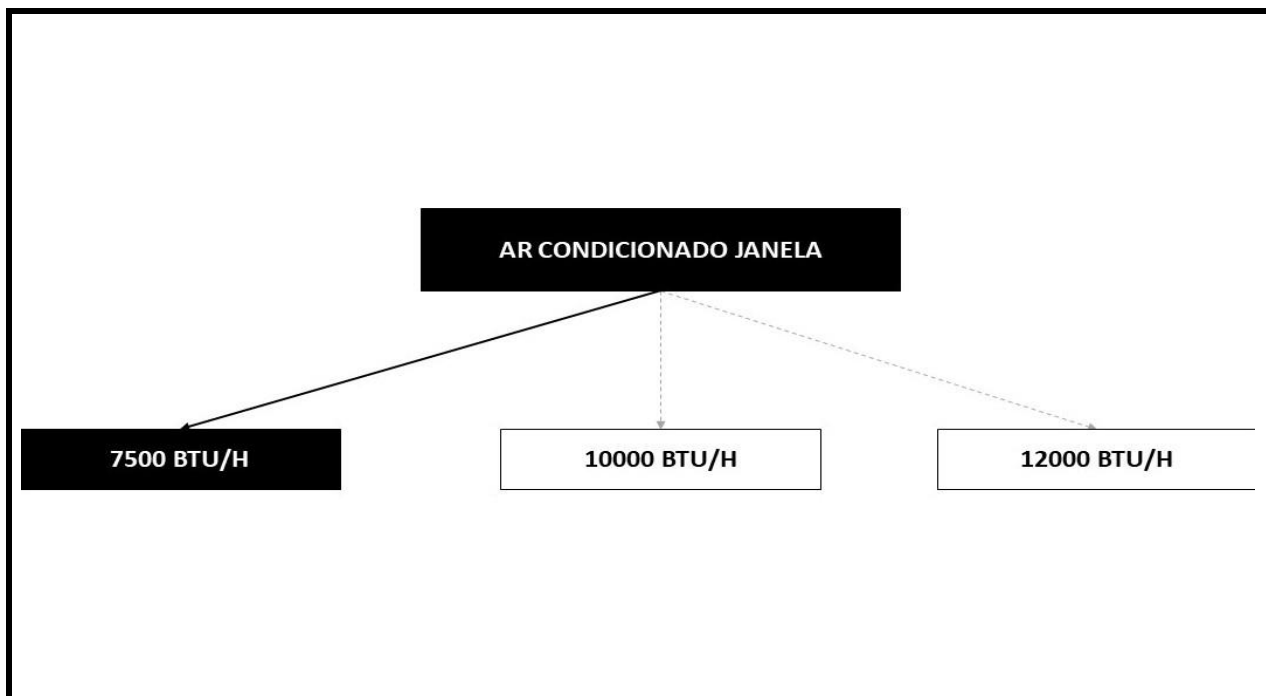 AR CONDICIONADO JANELA
7500 BTU/H
10000 BTU/H
12000 BTU/H